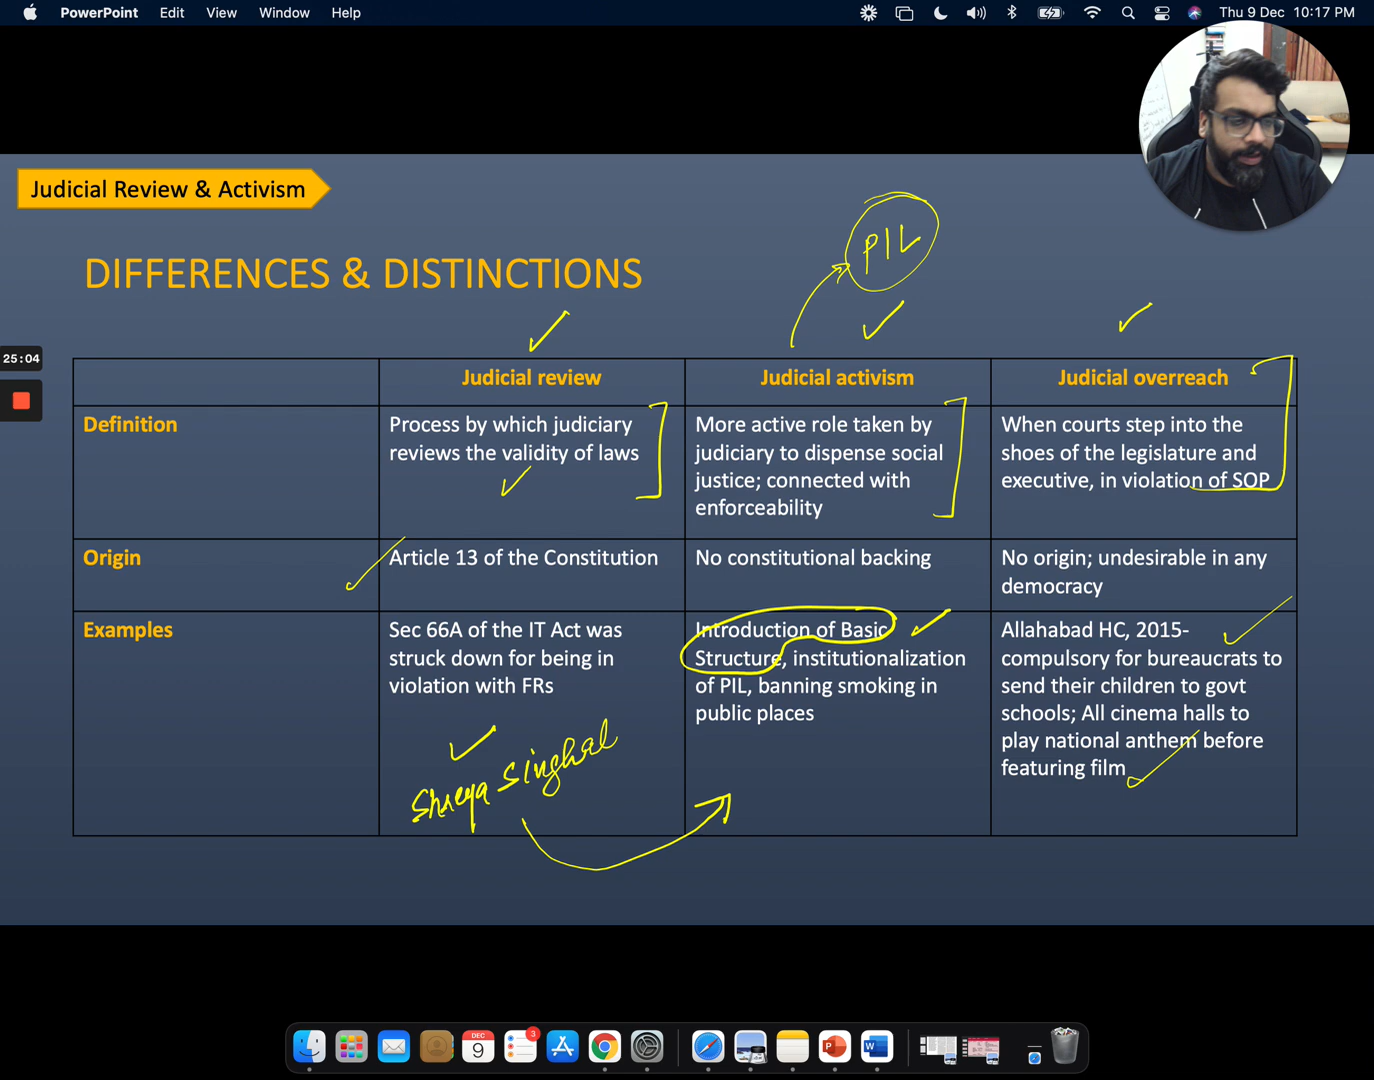 PowerPoint Edit View Window Help Thu 9 Dec 10:17 PM
Judicial Review & Activism
PIL
DIFFERENCES & DISTINCTIONS
25:04
Judicial review
Judicial activism
Judicial overreach
Definition
Process by which judiciary
reviews the validity of laws
More active role taken by
judiciary to dispense social
justice; connected with
enforceability
When courts step into the
shoes of the legislature and
executive, in violation of SOP
Origin
Article 13 of the Constitution
No constitutional backing
No origin; undesirable in any
democracy
Examples
Sec 66A of the IT Act was
struck down for being in
violation with FRs
Shreya Singhal
Introduction of Basic
Structure, institutionalization
of PIL, banning smoking in
public places
Allahabad HC, 2015-
compulsory for bureaucrats to
send their children to govt
schools; All cinema halls to
play national anthem before
featuring film
DEC
9
3
P
W